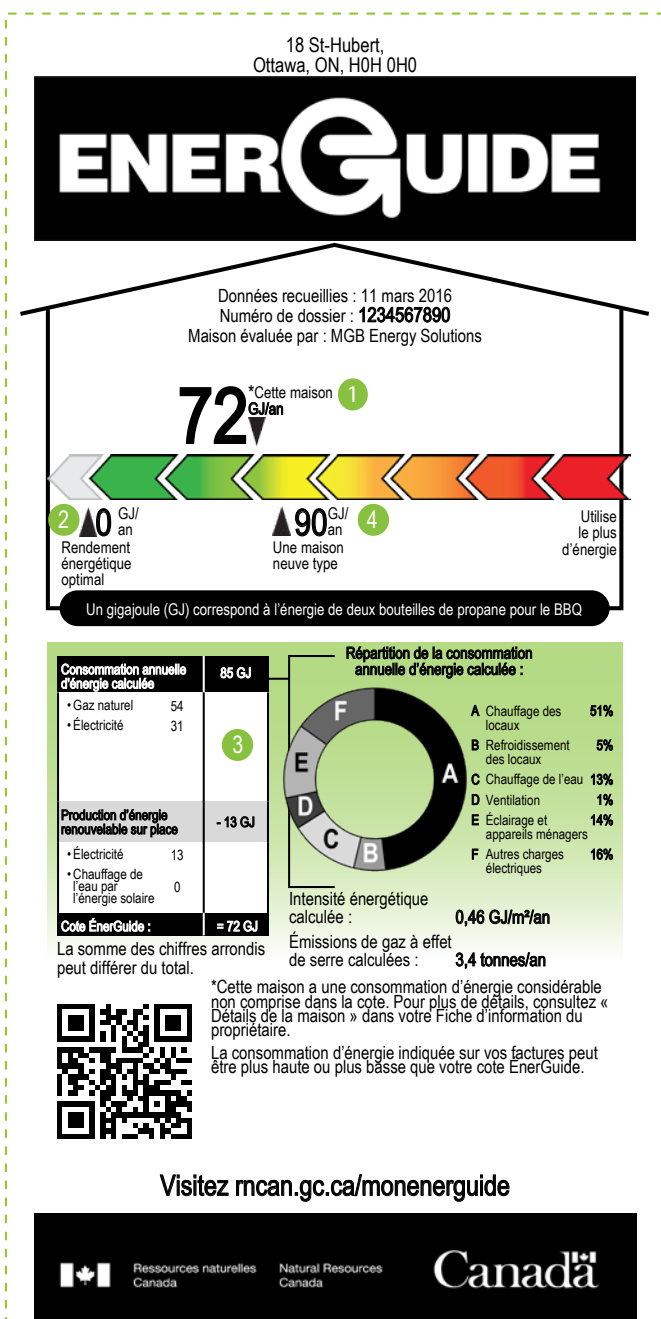 18 St-Hubert,
Ottawa, ON, H0H 0H0
ENERGUIDE
Données recueillies : 11 mars 2016
Numéro de dossier : 1234567890
Maison évaluée par : MGB Energy Solutions
72
*Cette maison
GJ/an
1
2
0 GJ/
an
Rendement
énergétique
optimal
90 GJ/
an
4
Une maison
neuve type
Utilise
le plus
d'énergie
Un gigajoule (GJ) correspond à l'énergie de deux bouteilles de propane pour le BBQ
Consommation annuelle
d'énergie calculée
85 GJ
• Gaz naturel 54
• Électricité 31
3
Production d'énergie
renouvelable sur place
- 13 GJ
• Électricité 13
• Chauffage de
l'eau par
l'énergie solaire
0
Cote ÉnerGuide : = 72 GJ
La somme des chiffres arrondis
peut différer du total.
Répartition de la consommation
annuelle d'énergie calculée :
A
B
C
D
E
F
A Chauffage des
locaux
51%
B Refroidissement
des locaux
5%
C Chauffage de l'eau 13%
D Ventilation 1%
E Éclairage et
appareils ménagers
14%
F Autres charges
électriques
16%
Intensité énergétique
calculée : 0,46 GJ/m²/an
Émissions de gaz à effet
de serre calculées : 3,4 tonnes/an
*Cette maison a une consommation d'énergie considérable
non comprise dans la cote. Pour plus de détails, consultez «
Détails de la maison » dans votre Fiche d'information du
propriétaire.
La consommation d'énergie indiquée sur vos factures peut
être plus haute ou plus basse que votre cote ÉnerGuide.
Visitez rncan.gc.ca/monenerguide
Ressources naturelles
Canada
Natural Resources
Canada
Canada